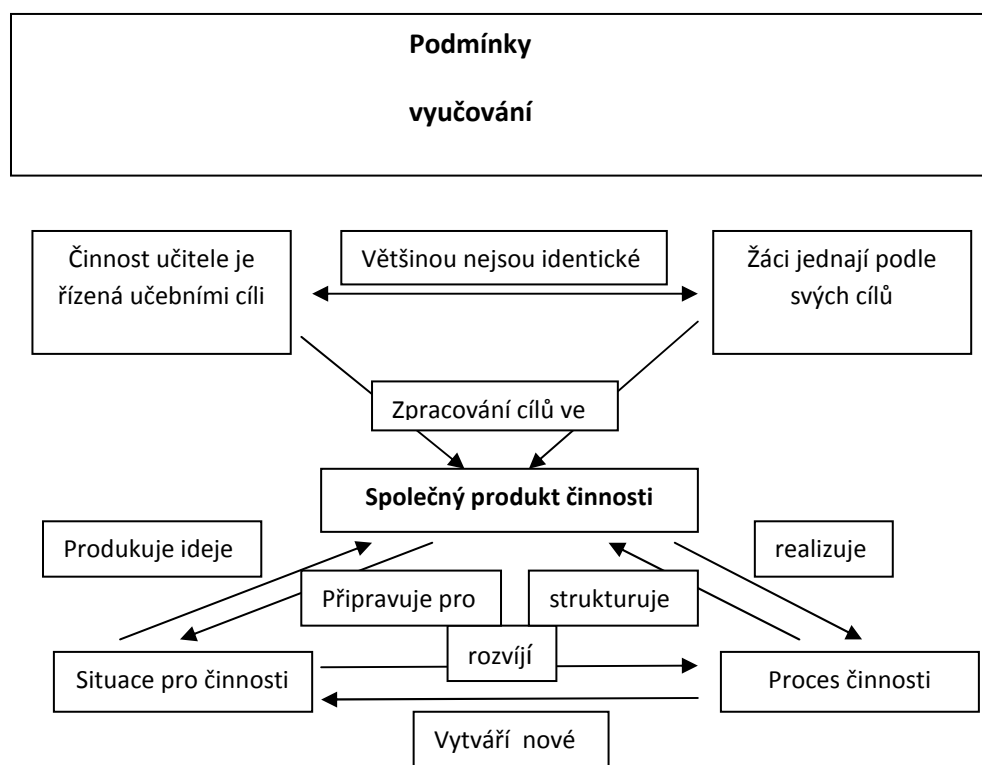 Podmínky
vyučování
Činnost učitele je
řízená učebními cíli
Většinou nejsou identické
Žáci jednají podle
svých cílů
Zpracování cílů ve
Společný produkt činnosti
Produkuje ideje
realizuje
Připravuje pro
strukturuje
rozvíjí
Situace pro činnosti
Proces činnosti
Vytváří  nové